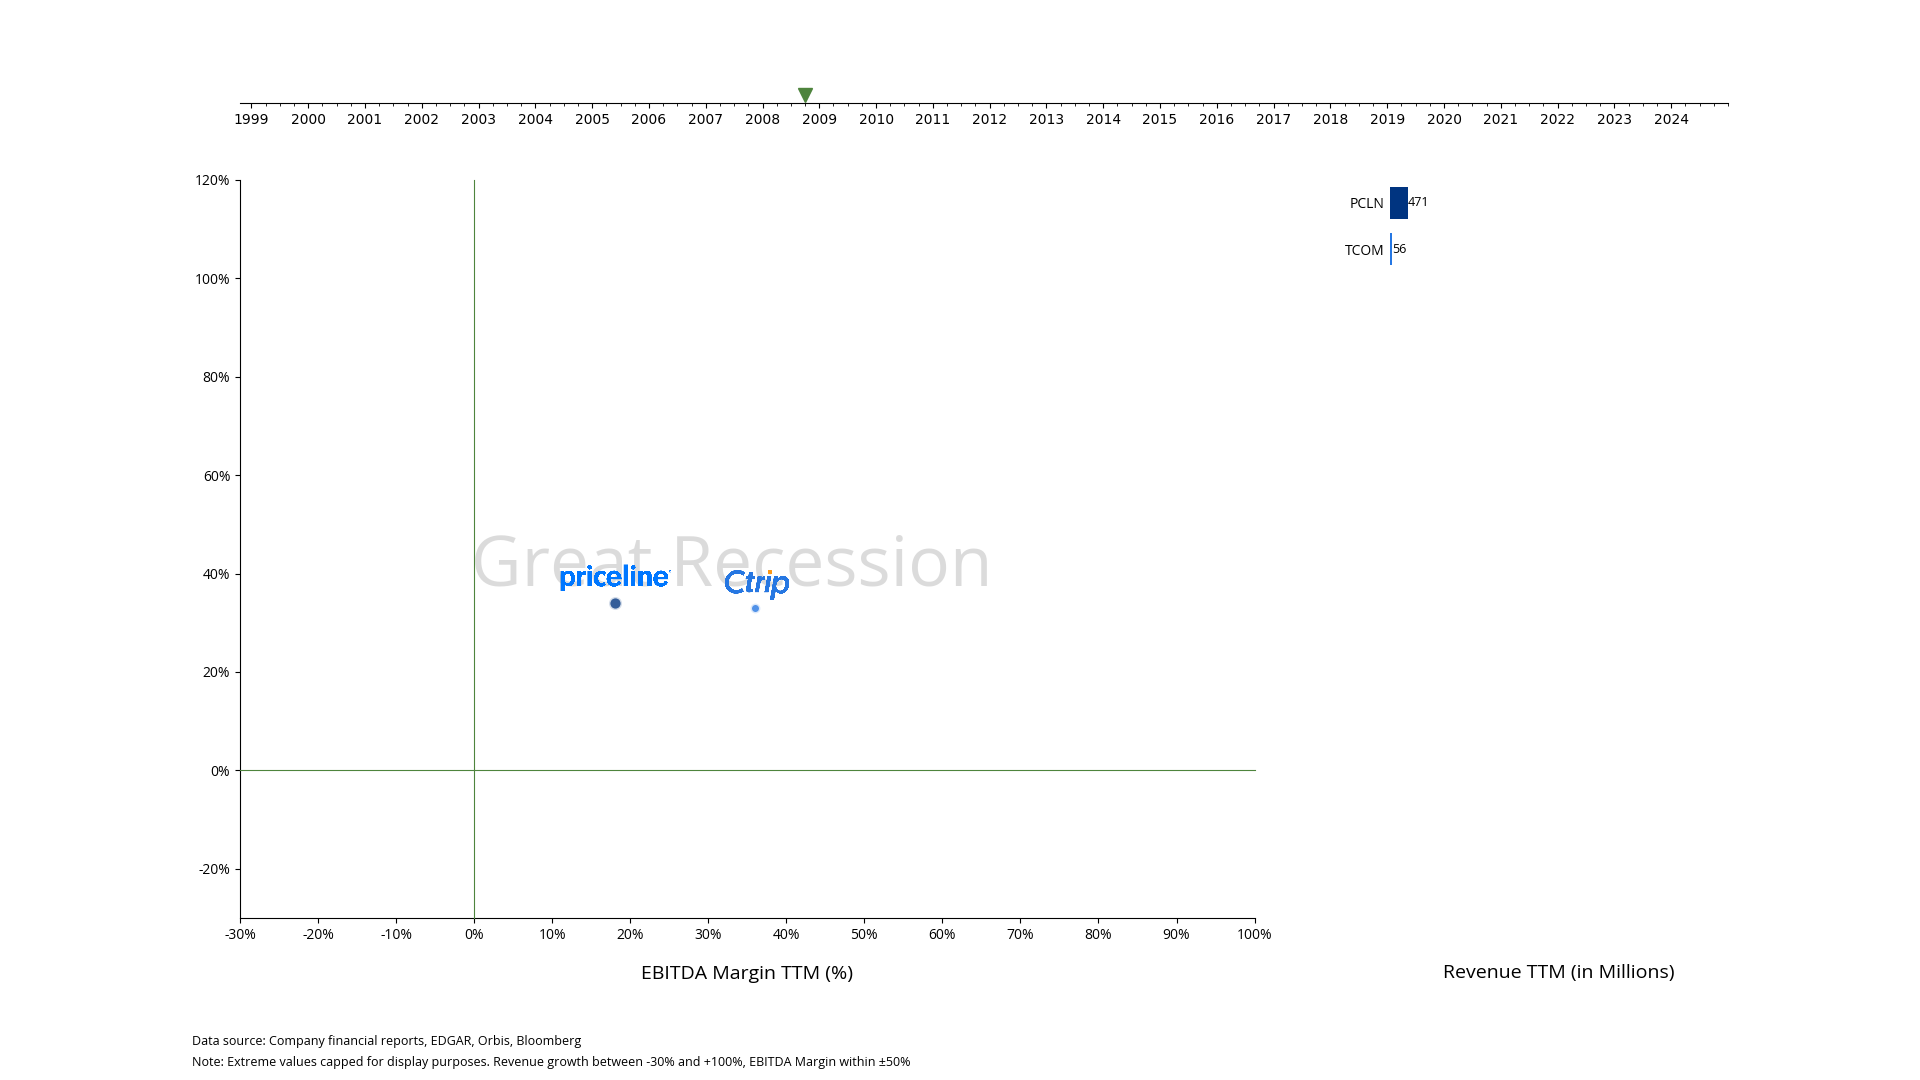 1999 2000 2001 2002 2003 2004 2005 2006 2007 2008 2009 2010 2011 2012 2013 2014 2015 2016 2017 2018 2019 2020 2021 2022 2023 2024
120%
100%
80%
60%
40%
20%
0%
-20%
Great Recession
priceline
Ctrip
-30% -20% -10% 0% 10% 20% 30% 40% 50% 60% 70% 80% 90% 100%
EBITDA Margin TTM (%)
PCLN 471
TCOM 56
Revenue TTM (in Millions)
Data source: Company financial reports, EDGAR, Orbis, Bloomberg
Note: Extreme values capped for display purposes. Revenue growth between -30% and +100%, EBITDA Margin within ±50%